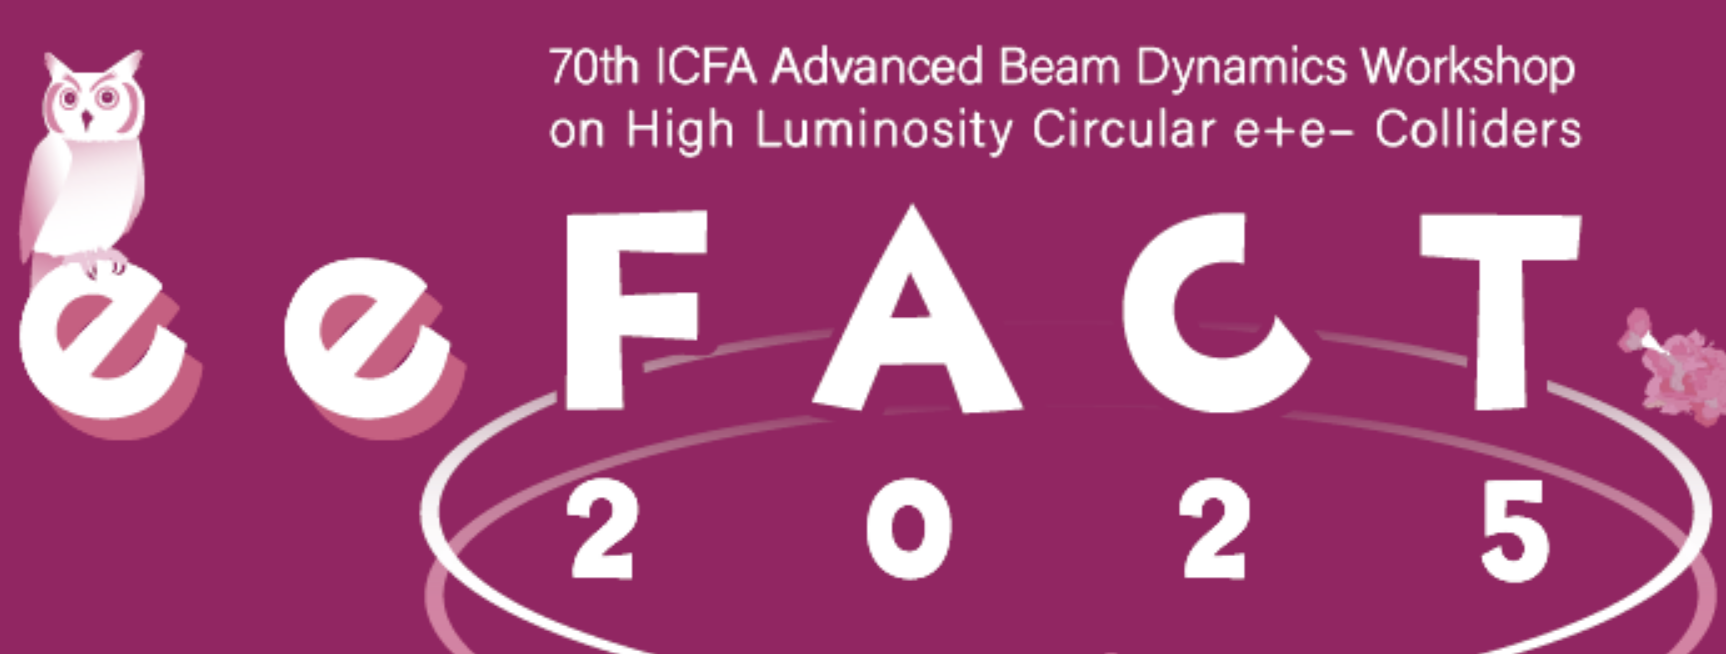 70th ICFA Advanced Beam Dynamics Workshop
on High Luminosity Circular e+e– Colliders
eeFACT
2025